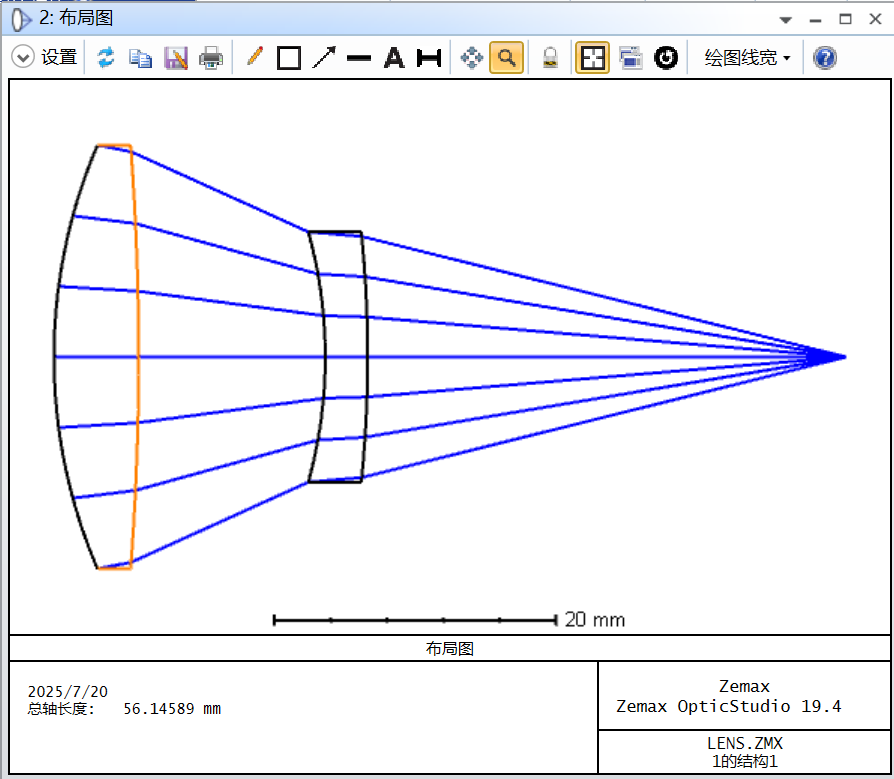 2: 布局图
设置
A
绘图线宽
20 mm
布局图
2025/7/20
总轴长度: 56.14589 mm
Zemax
Zemax OpticStudio 19.4
LENS.ZMX
1的结构1